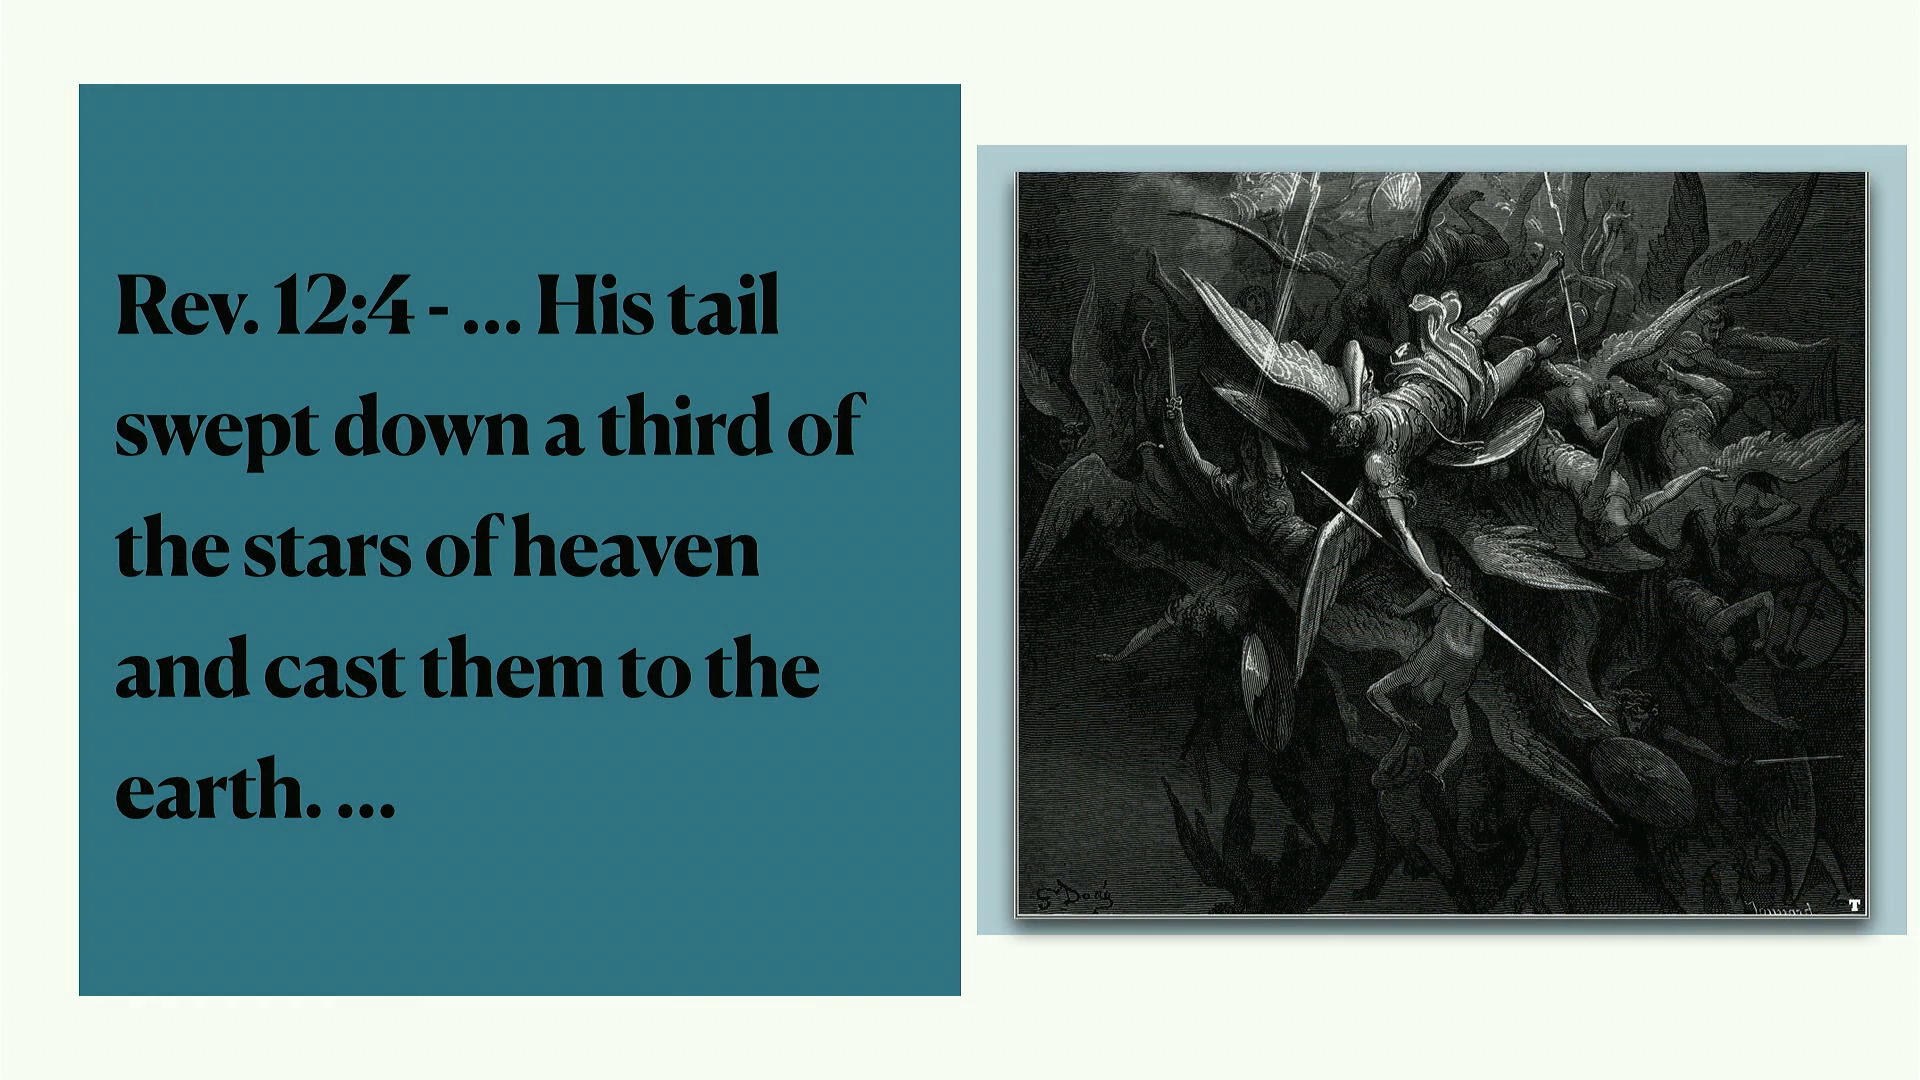 Rev. 12:4 - ... His tail
swept down a third of
the stars of heaven
and cast them to the
earth. ...
G Doré
T